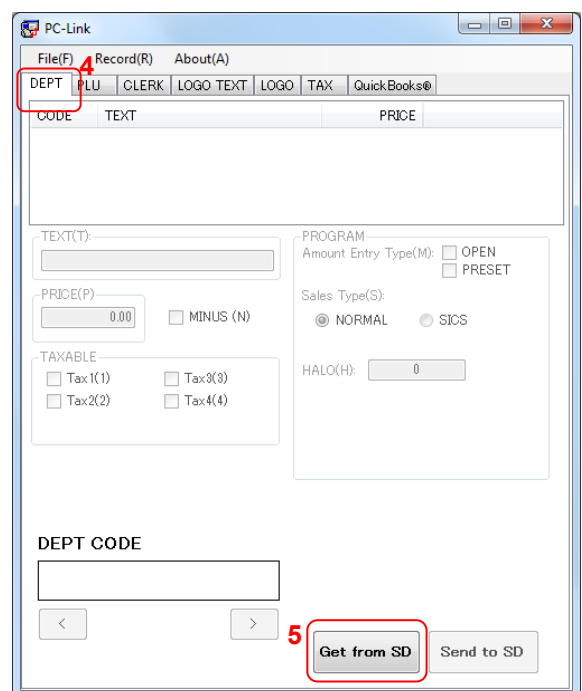 PC-Link
File(F) Record(R) About(A)
4
DEPT PLU CLERK LOGO TEXT LOGO TAX QuickBooks®
CODE TEXT PRICE
TEXT(T):
PRICE(P)
0.00 MINUS (N)
TAXABLE
Tax1(1) Tax3(3)
Tax2(2) Tax4(4)
PROGRAM
Amount Entry Type(M): OPEN
PRESET
Sales Type(S):
NORMAL SICS
HALO(H): 0
DEPT CODE
< >
5
Get from SD Send to SD